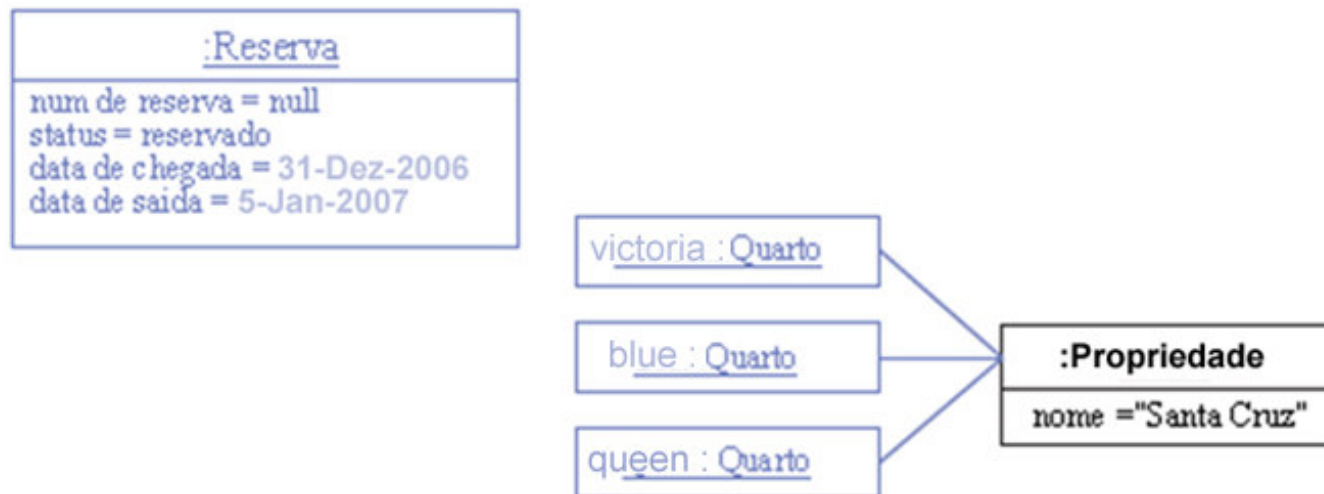 :Reserva
num de reserva = null
status = reservado
data de chegada = 31-Dez-2006
data de saida = 5-Jan-2007
victoria : Quarto
blue : Quarto
queen : Quarto
:Propriedade
nome ="Santa Cruz"